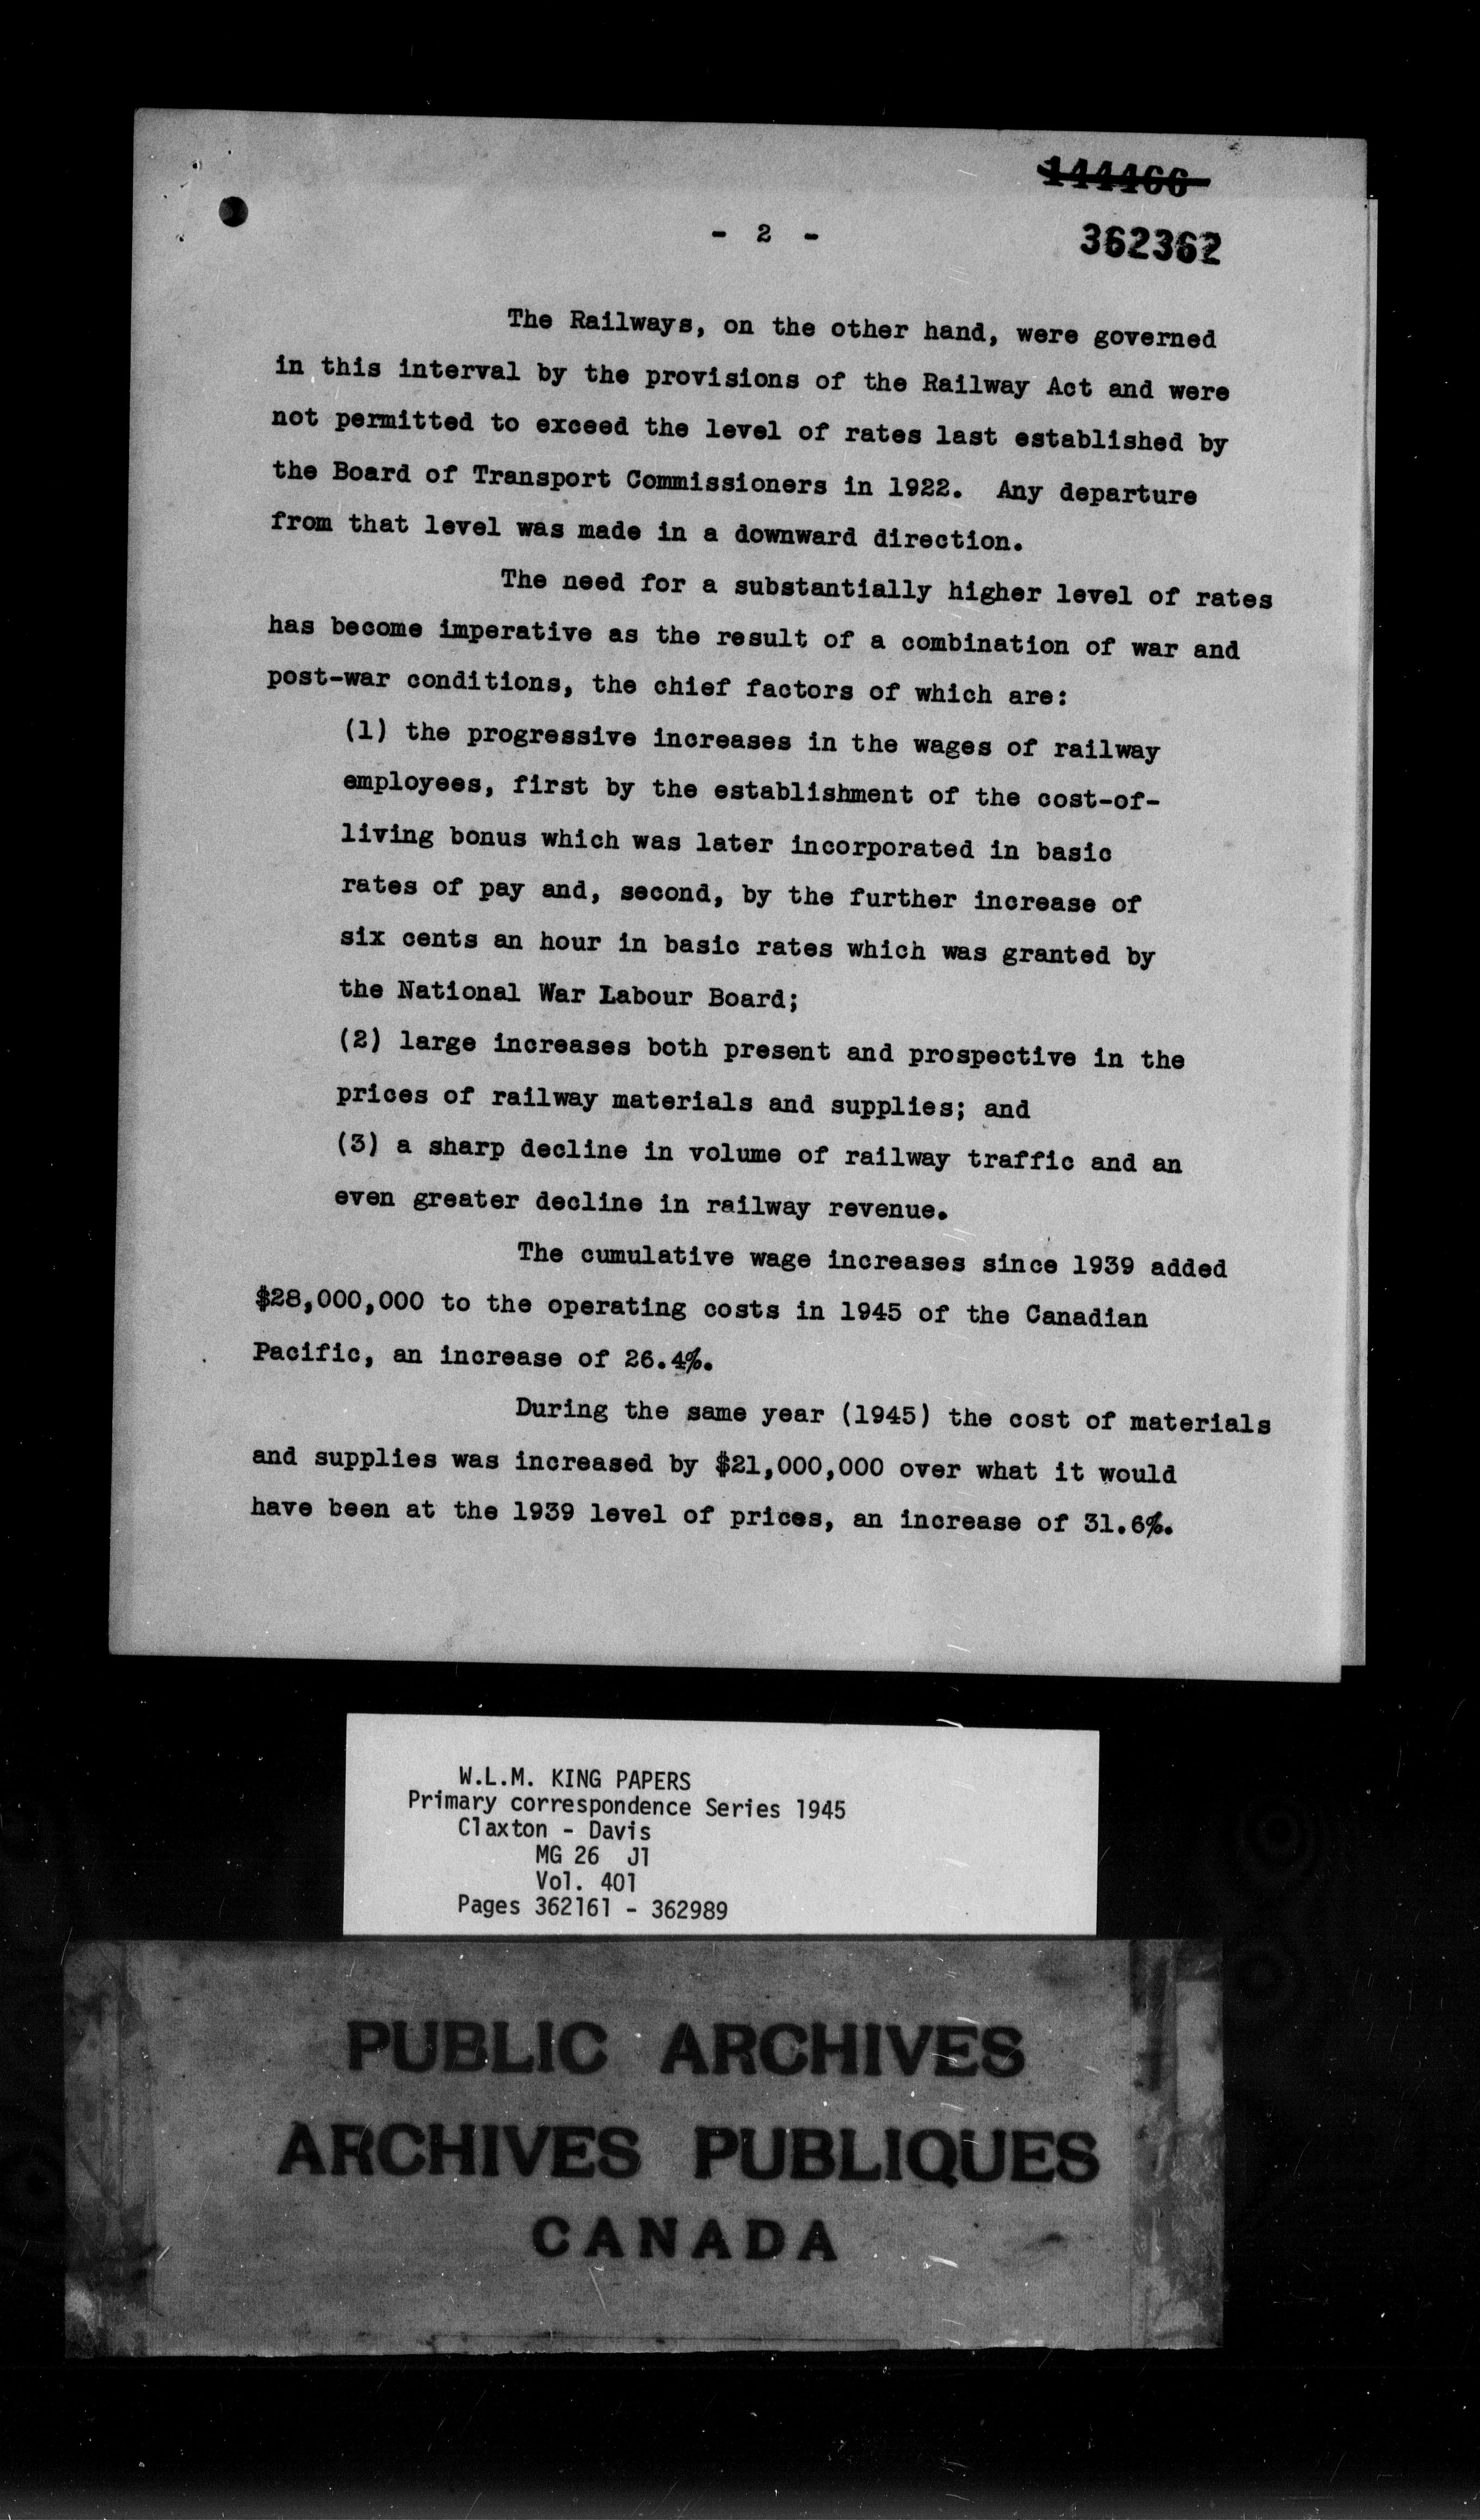 144466
- 2 -
362362
The Railways, on the other hand, were governed
in this interval by the provisions of the Railway Act and were
not permitted to exceed the level of rates last established by
the Board of Transport Commissioners in 1922. Any departure
from that level was made in a downward direction.
The need for a substantially higher level of rates
has become imperative as the result of a combination of war and
post-war conditions, the chief factors of which are:
(1) the progressive increases in the wages of railway
employees, first by the establishment of the cost-of-
living bonus which was later incorporated in basic
rates of pay and, second, by the further increase of
six cents an hour in basic rates which was granted by
the National War Labour Board;
(2) large increases both present and prospective in the
prices of railway materials and supplies; and
(3) a sharp decline in volume of railway traffic and an
even greater decline in railway revenue.
The cumulative wage increases since 1939 added
$28,000,000 to the operating costs in 1945 of the Canadian
Pacific, an increase of 26.4%.
During the same year (1945) the cost of materials
and supplies was increased by $21,000,000 over what it would
have been at the 1939 level of prices, an increase of 31.6%.
W.L.M. KING PAPERS
Primary correspondence Series 1945
Claxton - Davis
MG 26 J1
Vol. 401
Pages 362161 - 362989
PUBLIC ARCHIVES
ARCHIVES PUBLIQUES
CANADA